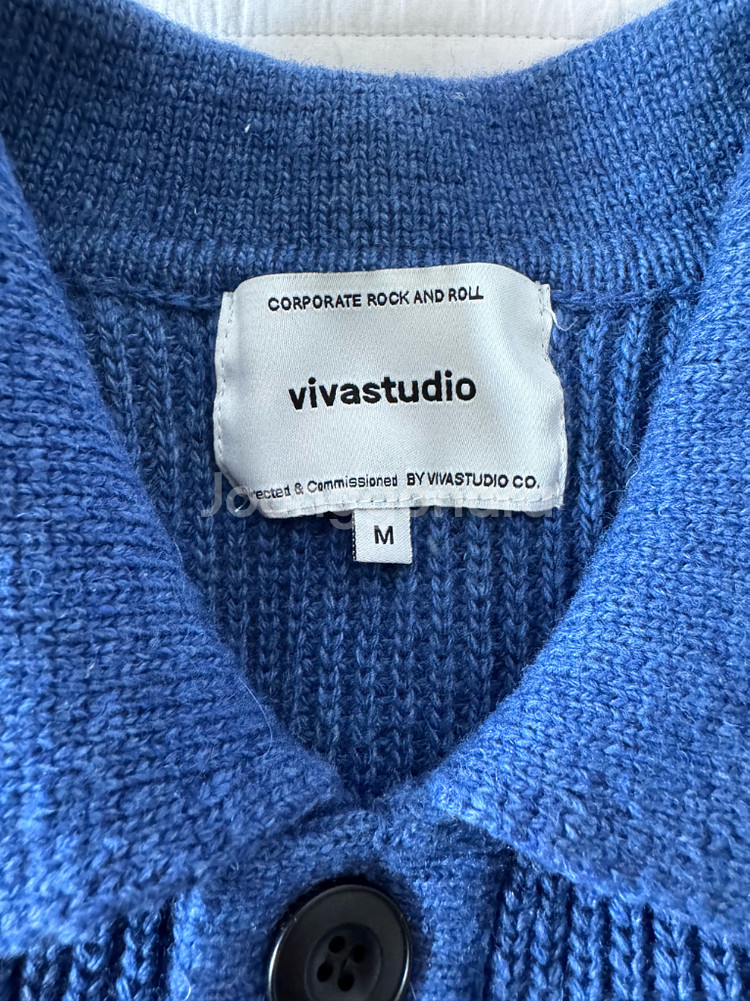 CORPORATE ROCK AND ROLL
vivastudio
& Commissioned BY VIVASTUDIO CO.
M